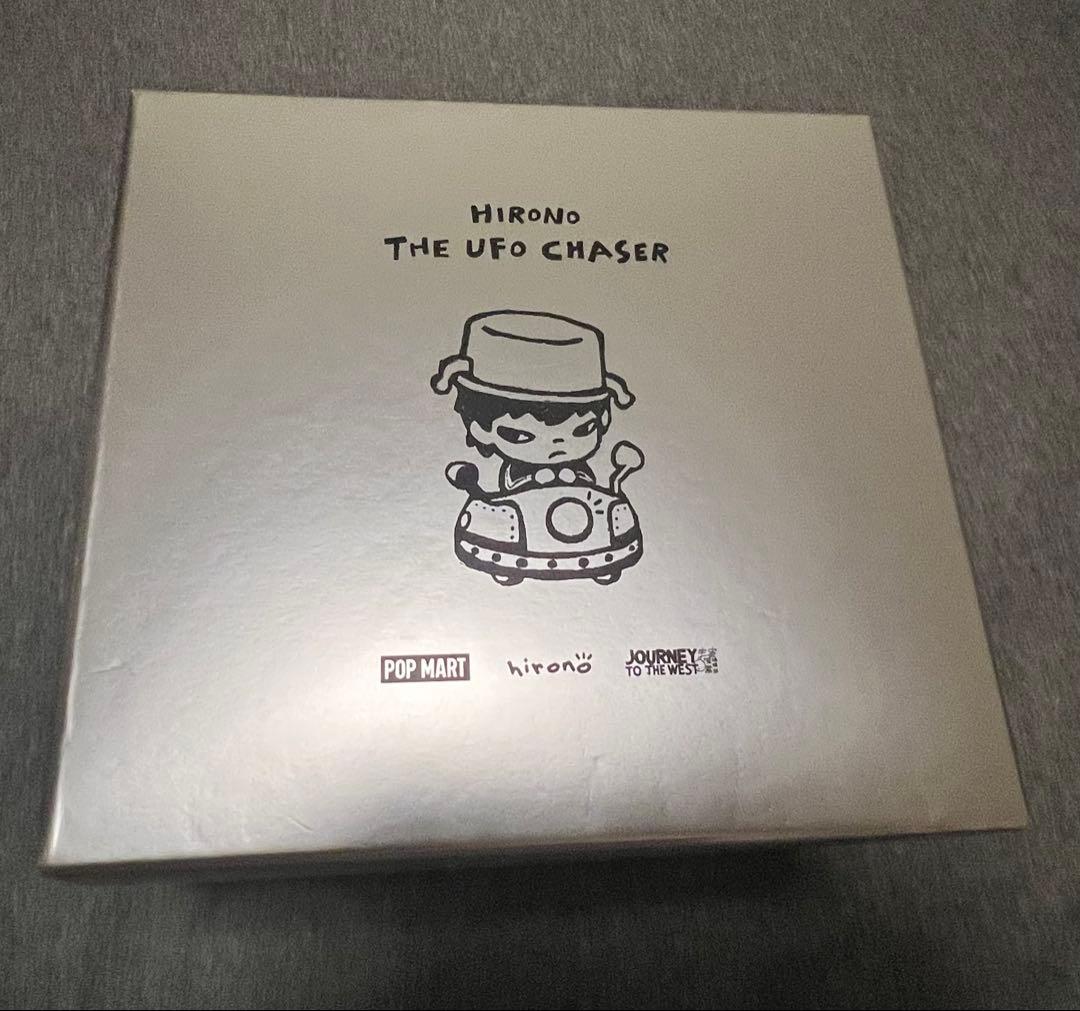 HIRONO
THE UFO CHASER
POP MART hirono JOURNEY
TO THE WEST